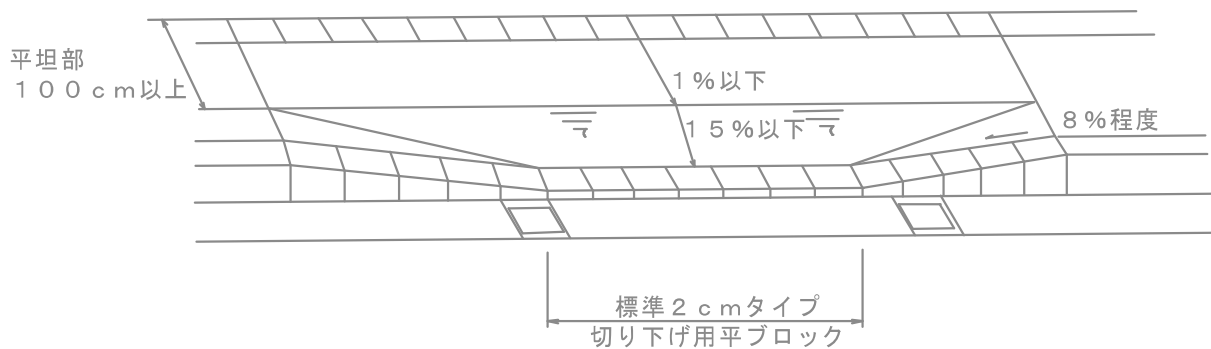 平坦部
１００ｃｍ以上
１％以下
１５％以下
８％程度
標準２ｃｍタイプ
切り下げ用平ブロック